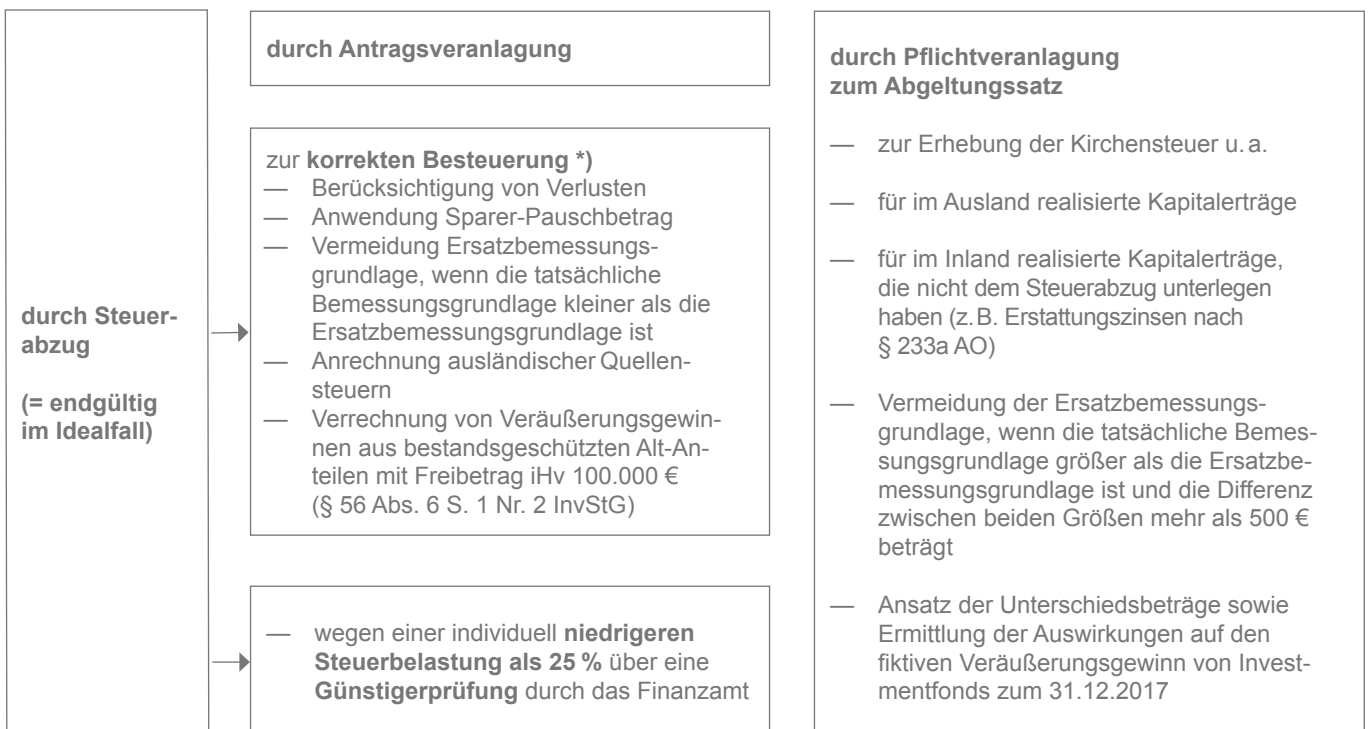 durch Steuer-
abzug
(= endgültig
im Idealfall)
durch Antragsveranlagung
zur korrekten Besteuerung *)
— Berücksichtigung von Verlusten
— Anwendung Sparer-Pauschbetrag
— Vermeidung Ersatzbemessungs-
grundlage, wenn die tatsächliche
Bemessungsgrundlage kleiner als die
Ersatzbemessungsgrundlage ist
— Anrechnung ausländischer Quellen-
steuern
— Verrechnung von Veräußerungsgewin-
nen aus bestandsgeschützten Alt-An-
teilen mit Freibetrag iHv 100.000 €
(§ 56 Abs. 6 S. 1 Nr. 2 InvStG)
— wegen einer individuell niedrigeren
Steuerbelastung als 25 % über eine
Günstigerprüfung durch das Finanzamt
durch Pflichtveranlagung
zum Abgeltungssatz
— zur Erhebung der Kirchensteuer u. a.
— für im Ausland realisierte Kapitalerträge
— für im Inland realisierte Kapitalerträge,
die nicht dem Steuerabzug unterlegen
haben (z. B. Erstattungszinsen nach
§ 233a AO)
— Vermeidung der Ersatzbemessungs-
grundlage, wenn die tatsächliche Bemes-
sungsgrundlage größer als die Ersatzbe-
messungsgrundlage ist und die Differenz
zwischen beiden Größen mehr als 500 €
beträgt
— Ansatz der Unterschiedsbeträge sowie
Ermittlung der Auswirkungen auf den
fiktiven Veräußerungsgewinn von Invest-
mentfonds zum 31.12.2017